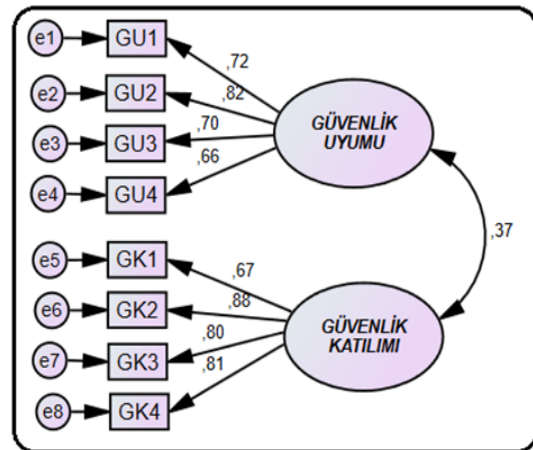 e1 GU1
,72
e2 GU2
,82
e3 GU3
,70
e4 GU4
,66
GÜVENLİK
UYUMU
,37
e5 GK1
,67
e6 GK2
,88
e7 GK3
,80
e8 GK4
,81
GÜVENLİK
KATILIMI